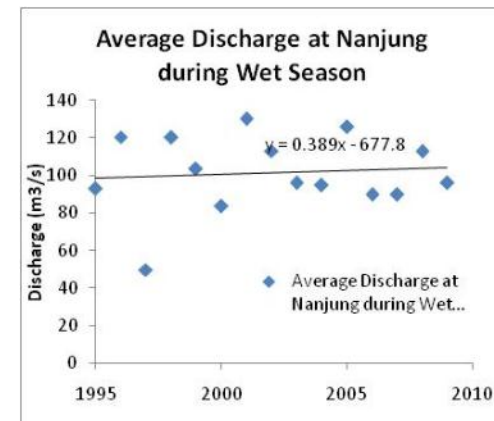 Average Discharge at Nanjung
during Wet Season
Discharge (m3/s)
140
120
100
80
60
40
20
0
y = 0.389x - 677.8
Average Discharge at
Nanjung during Wet...
1995 2000 2005 2010